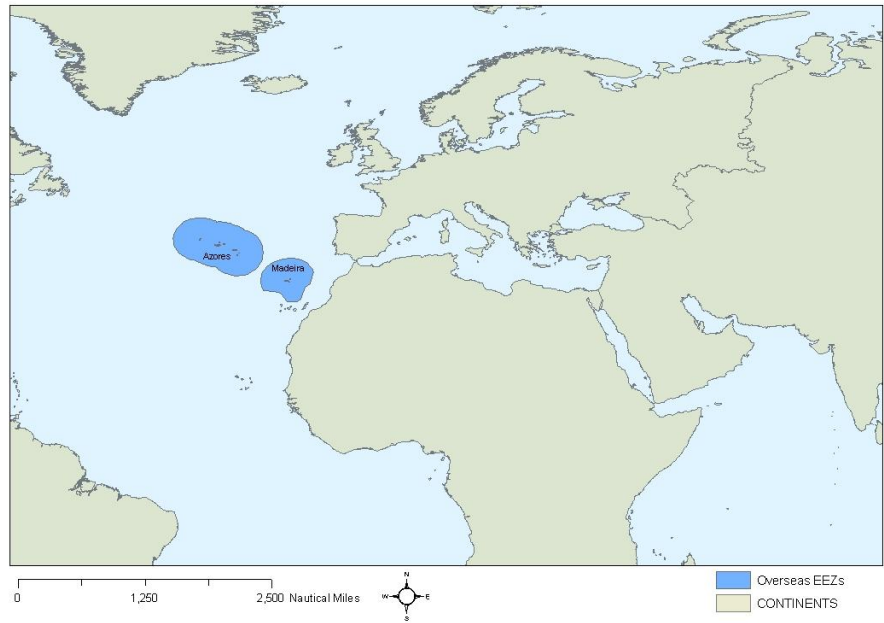 Azores
Madeira
0 1,250 2,500 Nautical Miles
N
W E
S
Overseas EEZs
CONTINENTS